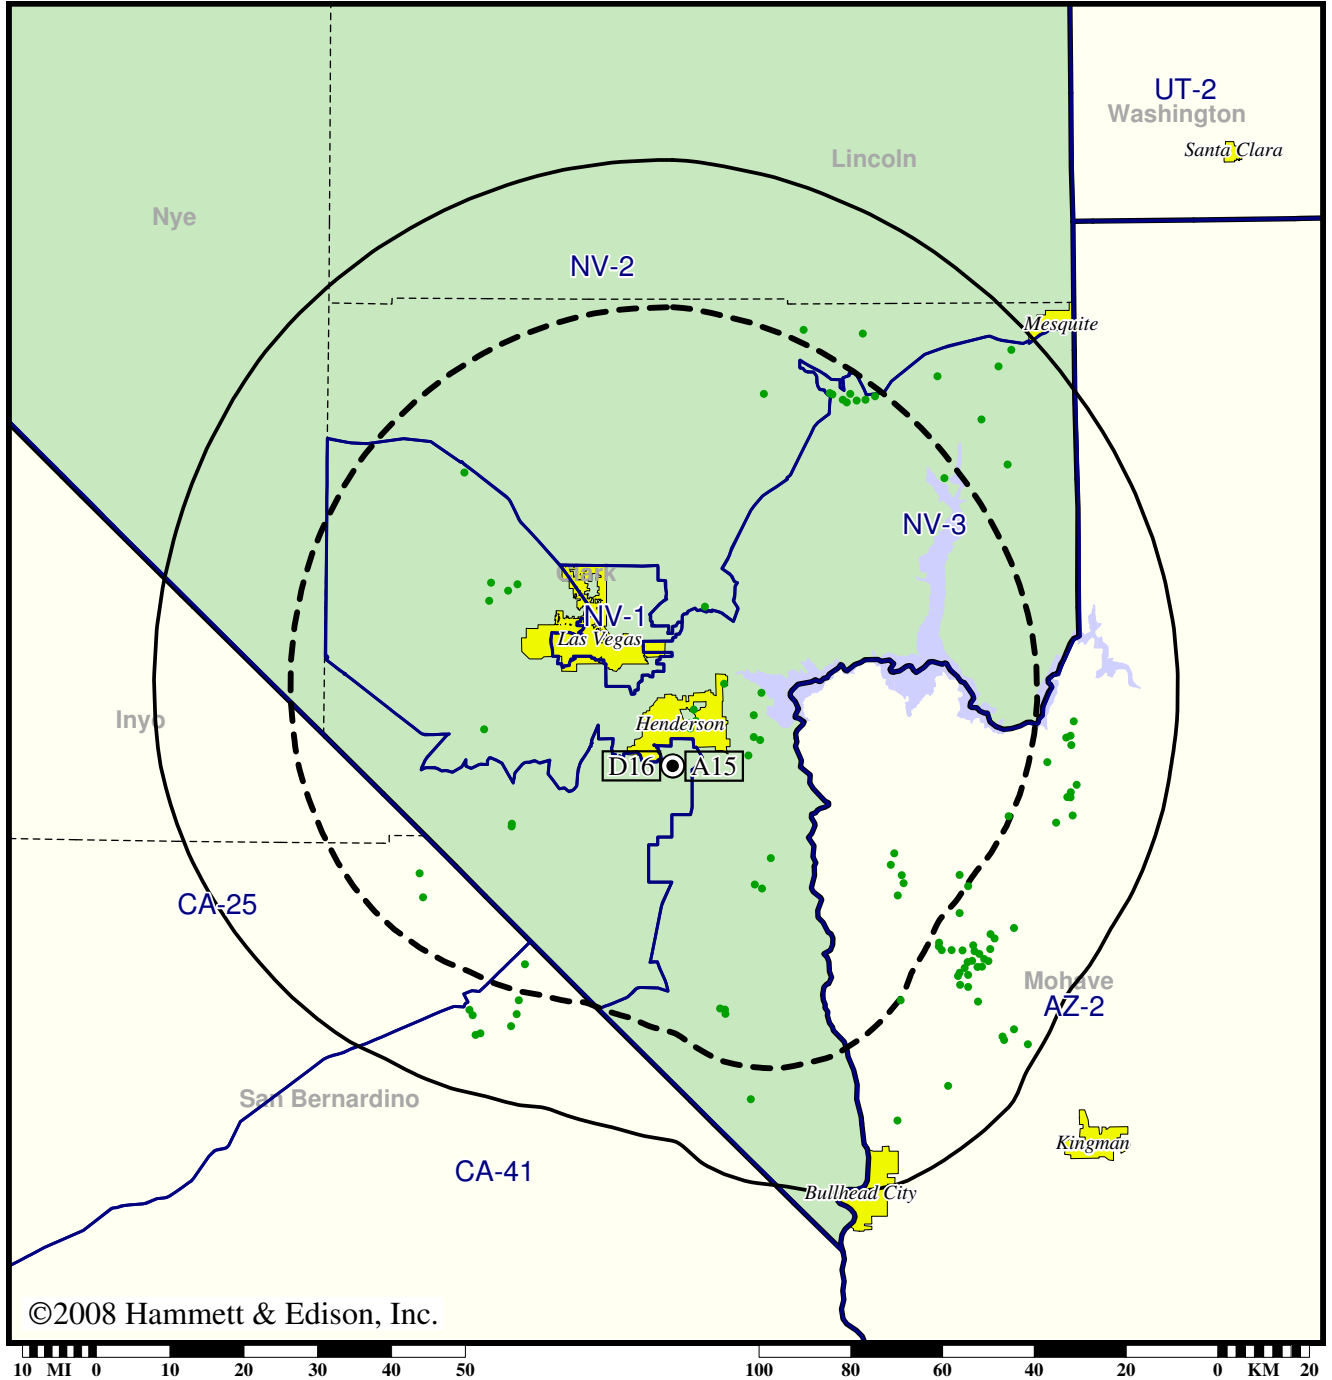 UT-2
Washington
Santa Clara
Lincoln
Nye
NV-2
Mesquite
NV-3
Clark
NV-1
Las Vegas
Inyo
Henderson
D16
A15
CA-25
Mohave
AZ-2
San Bernardino
Kingman
CA-41
Bullhead City
©2008 Hammett & Edison, Inc.
10 MI 0 10 20 30 40 50 100 80 60 40 20 0 KM 20